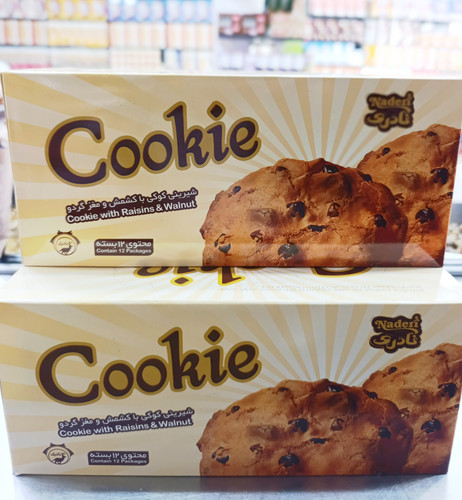 Naderi
نادری
Cookie
شیرینی کوکی با کشمش و مغز گردو
Cookie with Raisins & Walnut
محتوی ۱۲ بسته
Contain 12 Packages
Naderi
نادری
Cookie
شیرینی کوکی با کشمش و مغز گردو
Cookie with Raisins & Walnut
محتوی ۱۲ بسته
Contain 12 Packages